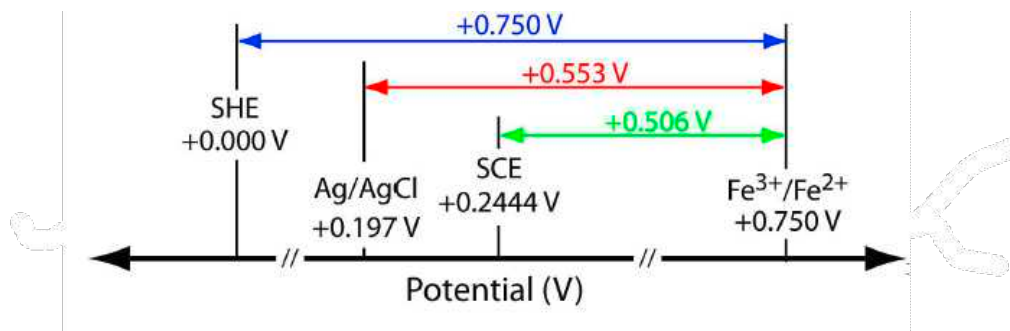 +0.750 V
+0.553 V
+0.506 V
SHE
+0.000 V
Ag/AgCl
+0.197 V
SCE
+0.2444 V
Fe³⁺/Fe²⁺
+0.750 V
//
//
Potential (V)